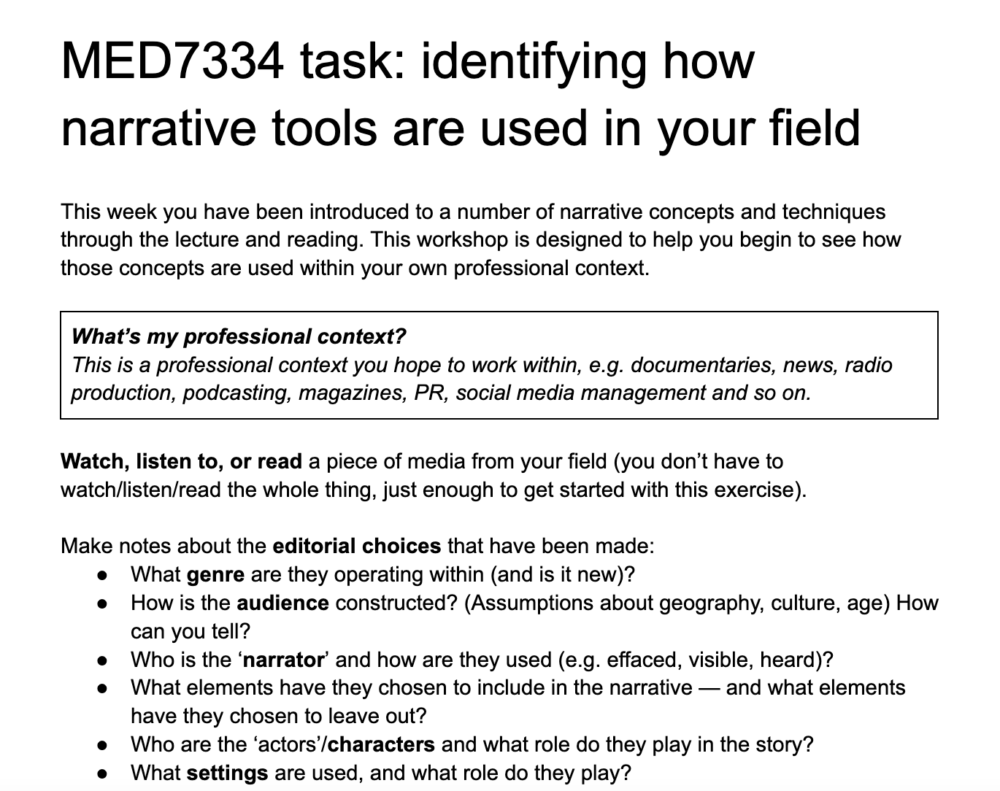 MED7334 task: identifying how
narrative tools are used in your field
This week you have been introduced to a number of narrative concepts and techniques
through the lecture and reading. This workshop is designed to help you begin to see how
those concepts are used within your own professional context.
What’s my professional context?
This is a professional context you hope to work within, e.g. documentaries, news, radio
production, podcasting, magazines, PR, social media management and so on.
Watch, listen to, or read a piece of media from your field (you don’t have to
watch/listen/read the whole thing, just enough to get started with this exercise).
Make notes about the editorial choices that have been made:
● What genre are they operating within (and is it new)?
● How is the audience constructed? (Assumptions about geography, culture, age) How
can you tell?
● Who is the ‘narrator’ and how are they used (e.g. effaced, visible, heard)?
● What elements have they chosen to include in the narrative — and what elements
have they chosen to leave out?
● Who are the ‘actors’/characters and what role do they play in the story?
● What settings are used, and what role do they play?